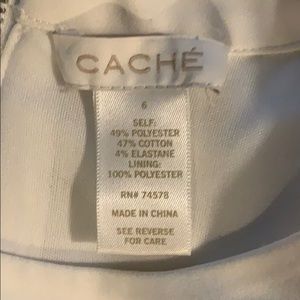 CACHÉ
6
SELF:
49% POLYESTER
47% COTTON
4% ELASTANE
LINING:
100% POLYESTER
RN# 74578
MADE IN CHINA
SEE REVERSE
FOR CARE